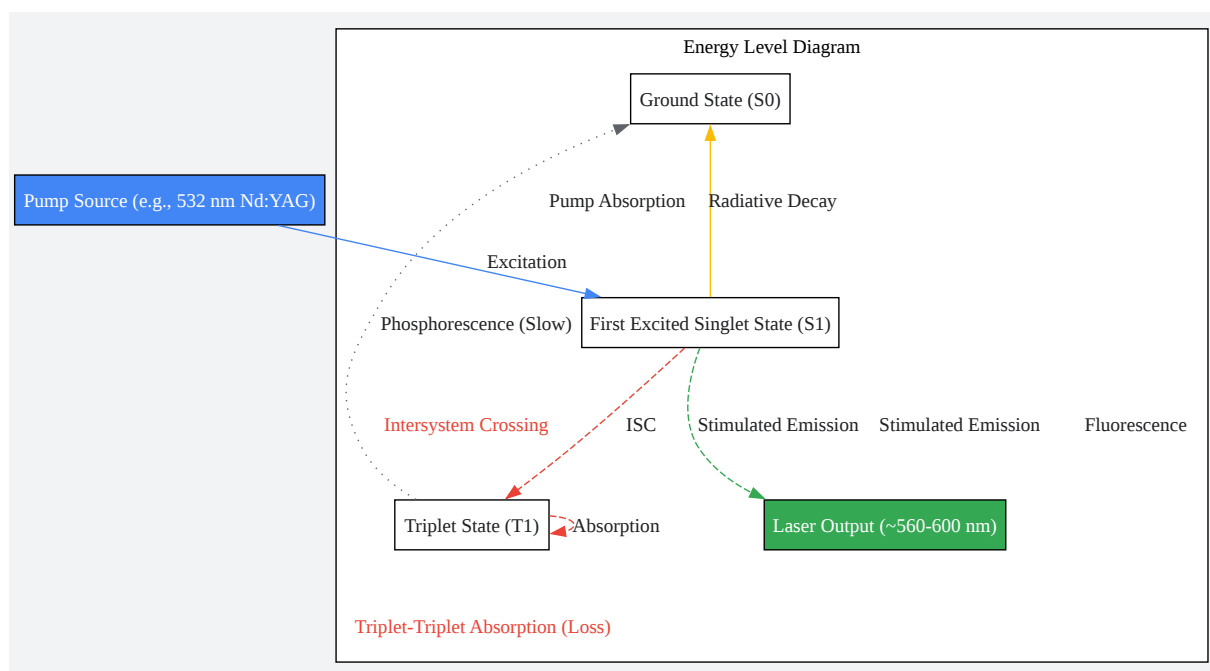 Energy Level Diagram
Ground State (S0)
Pump Source (e.g., 532 nm Nd:YAG)
Pump Absorption
Radiative Decay
Excitation
Phosphorescence (Slow)
First Excited Singlet State (S1)
Intersystem Crossing
ISC
Stimulated Emission
Stimulated Emission
Fluorescence
Triplet State (T1)
Absorption
Laser Output (~560-600 nm)
Triplet-Triplet Absorption (Loss)